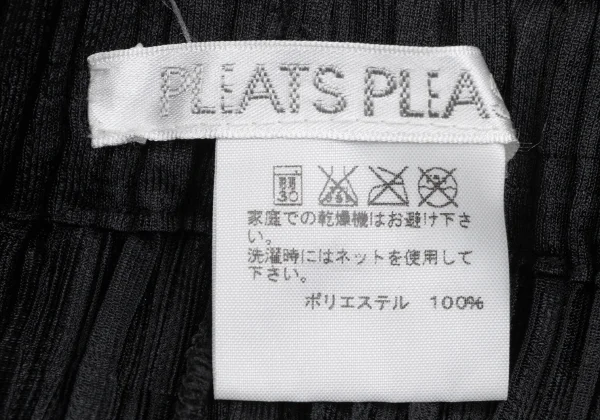 PLEATS PLEAS
家庭での乾燥機はお避け下さ
い。
洗濯時にはネットを使用して
下さい。
ポリエステル 100%